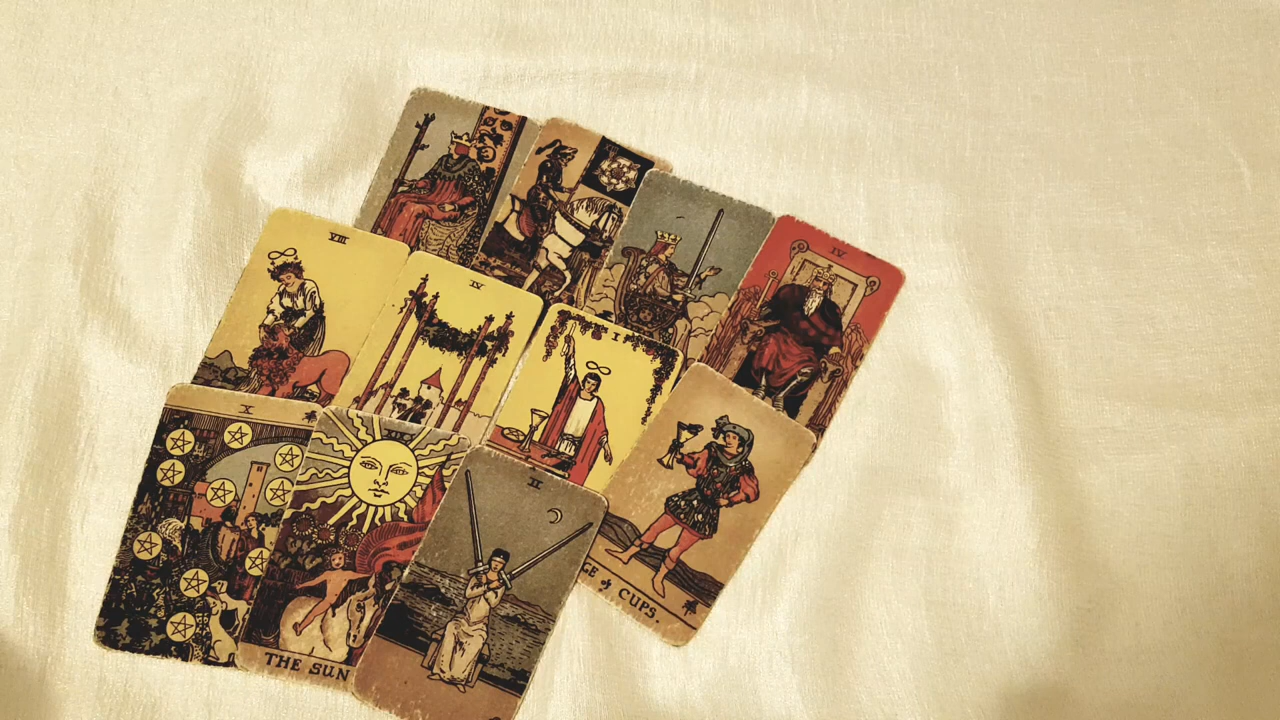 IV
VIII
IV
I
X
II
GE of CUPS.
THE SUN